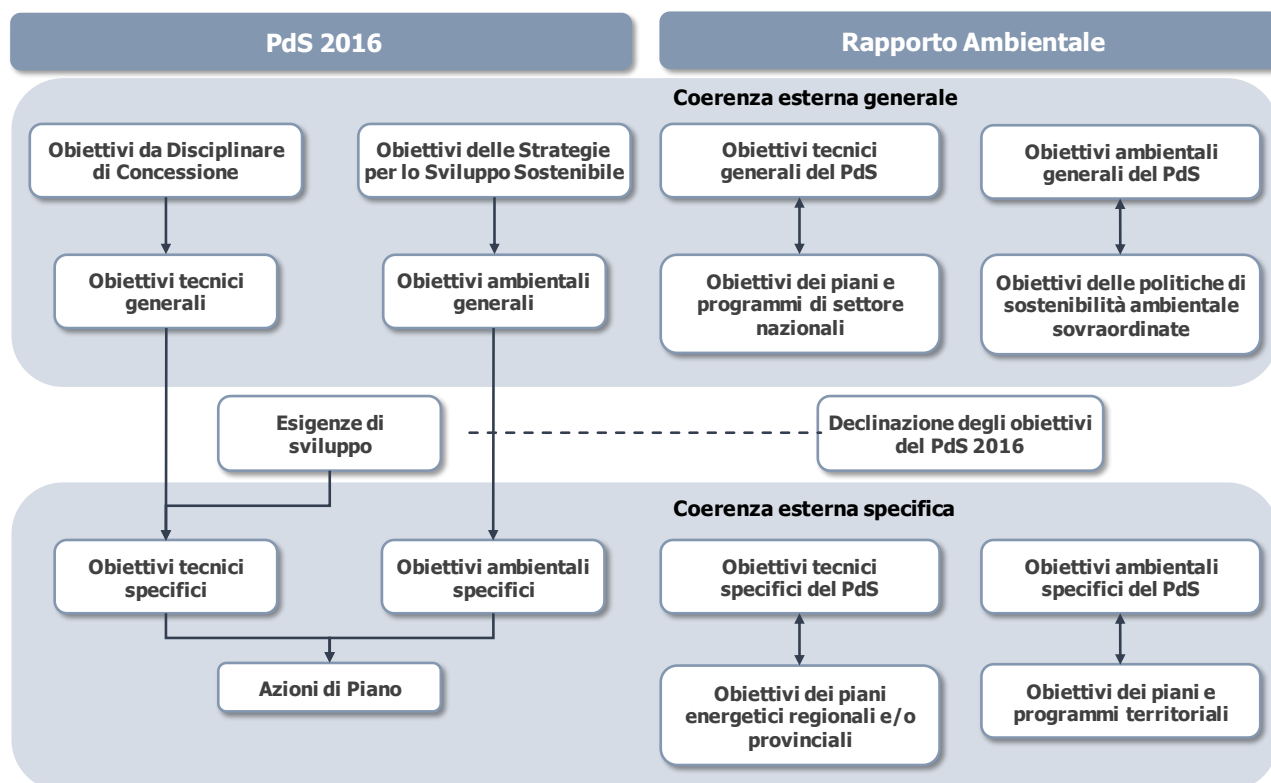 PdS 2016
Rapporto Ambientale
Coerenza esterna generale
Obiettivi da Disciplinare
di Concessione
Obiettivi delle Strategie
per lo Sviluppo Sostenibile
Obiettivi tecnici
generali del PdS
Obiettivi ambientali
generali del PdS
Obiettivi tecnici
generali
Obiettivi ambientali
generali
Obiettivi dei piani e
programmi di settore
nazionali
Obiettivi delle politiche di
sostenibilità ambientale
sovraordinate
Esigenze di
sviluppo
Declinazione degli obiettivi
del PdS 2016
Coerenza esterna specifica
Obiettivi tecnici
specifici
Obiettivi ambientali
specifici
Obiettivi tecnici
specifici del PdS
Obiettivi ambientali
specifici del PdS
Azioni di Piano
Obiettivi dei piani
energetici regionali e/o
provinciali
Obiettivi dei piani e
programmi territoriali